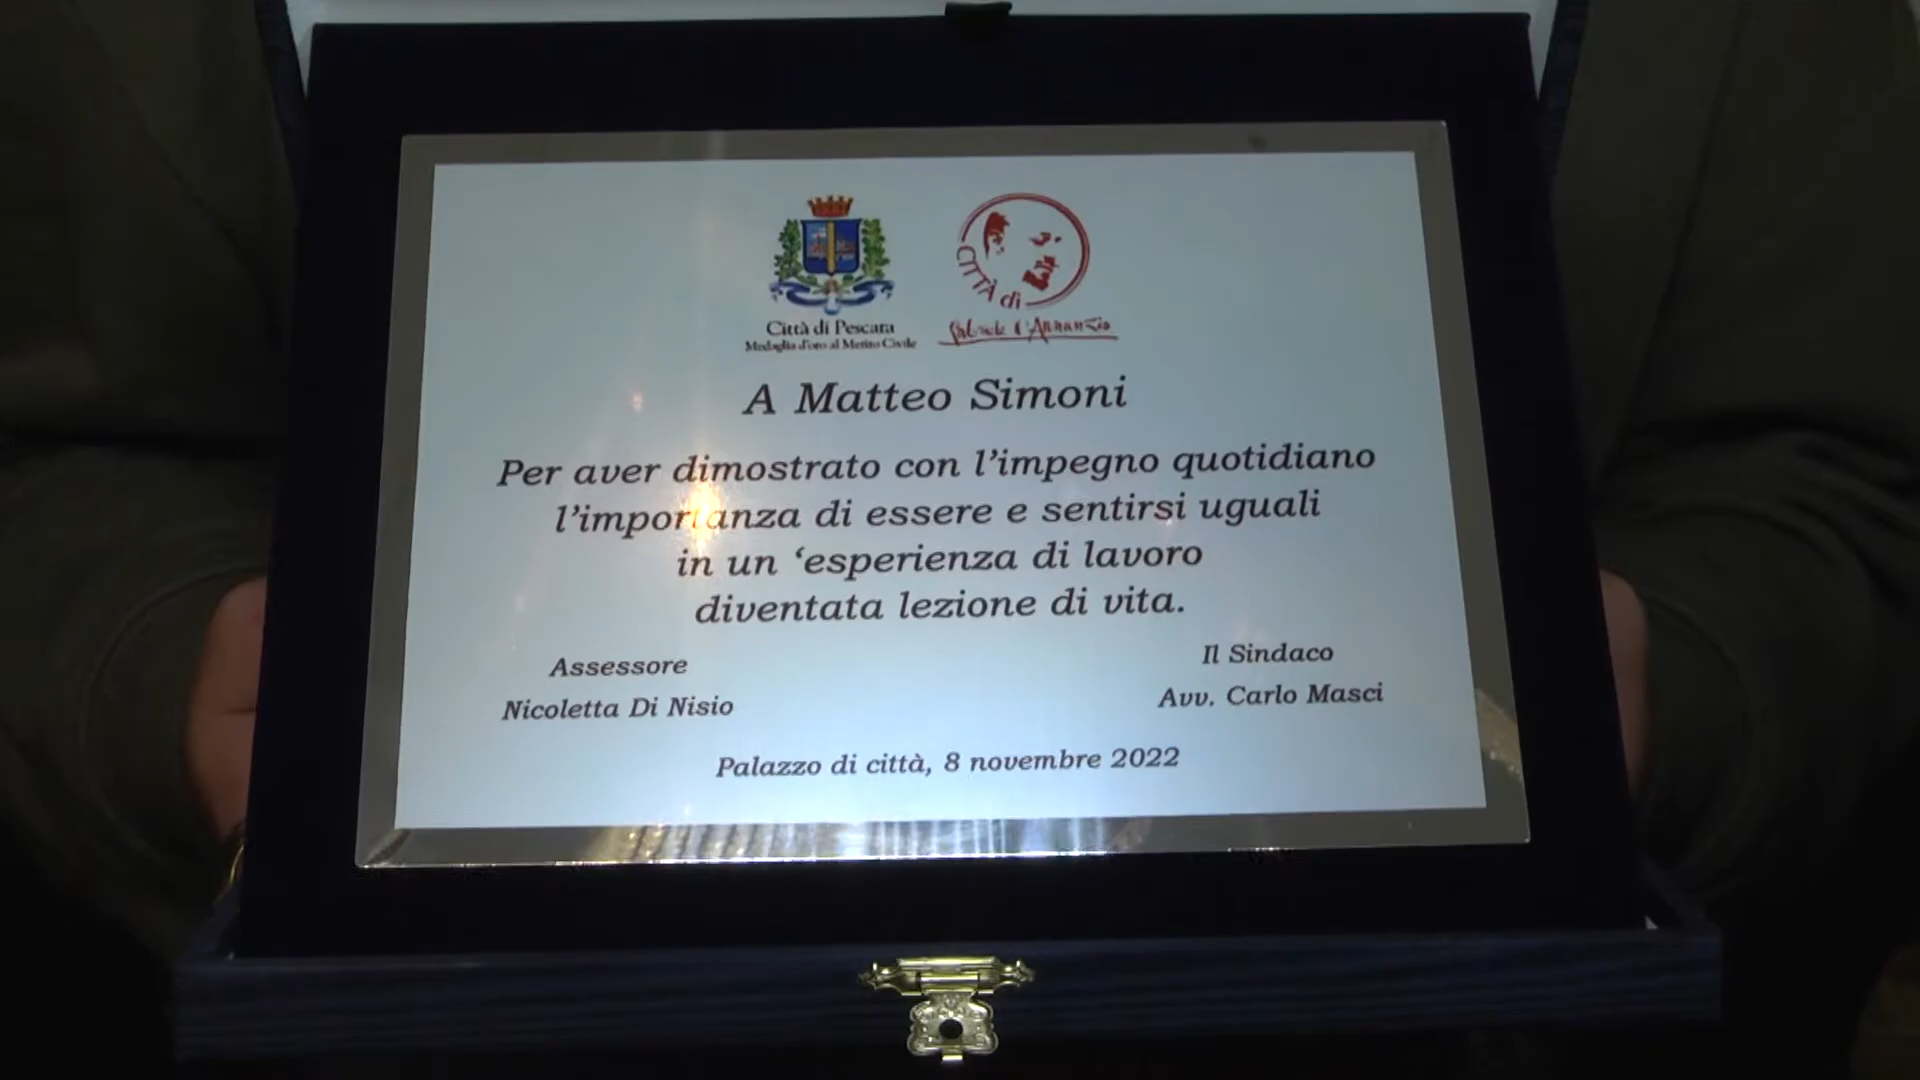 Città di Pescara
Medaglia d'oro al Merito Civile
CITTÀ di
Gabriele d'Annunzio
A Matteo Simoni
Per aver dimostrato con l’impegno quotidiano
l’importanza di essere e sentirsi uguali
in un ‘esperienza di lavoro
diventata lezione di vita.
Assessore
Nicoletta Di Nisio
Il Sindaco
Avv. Carlo Masci
Palazzo di città, 8 novembre 2022